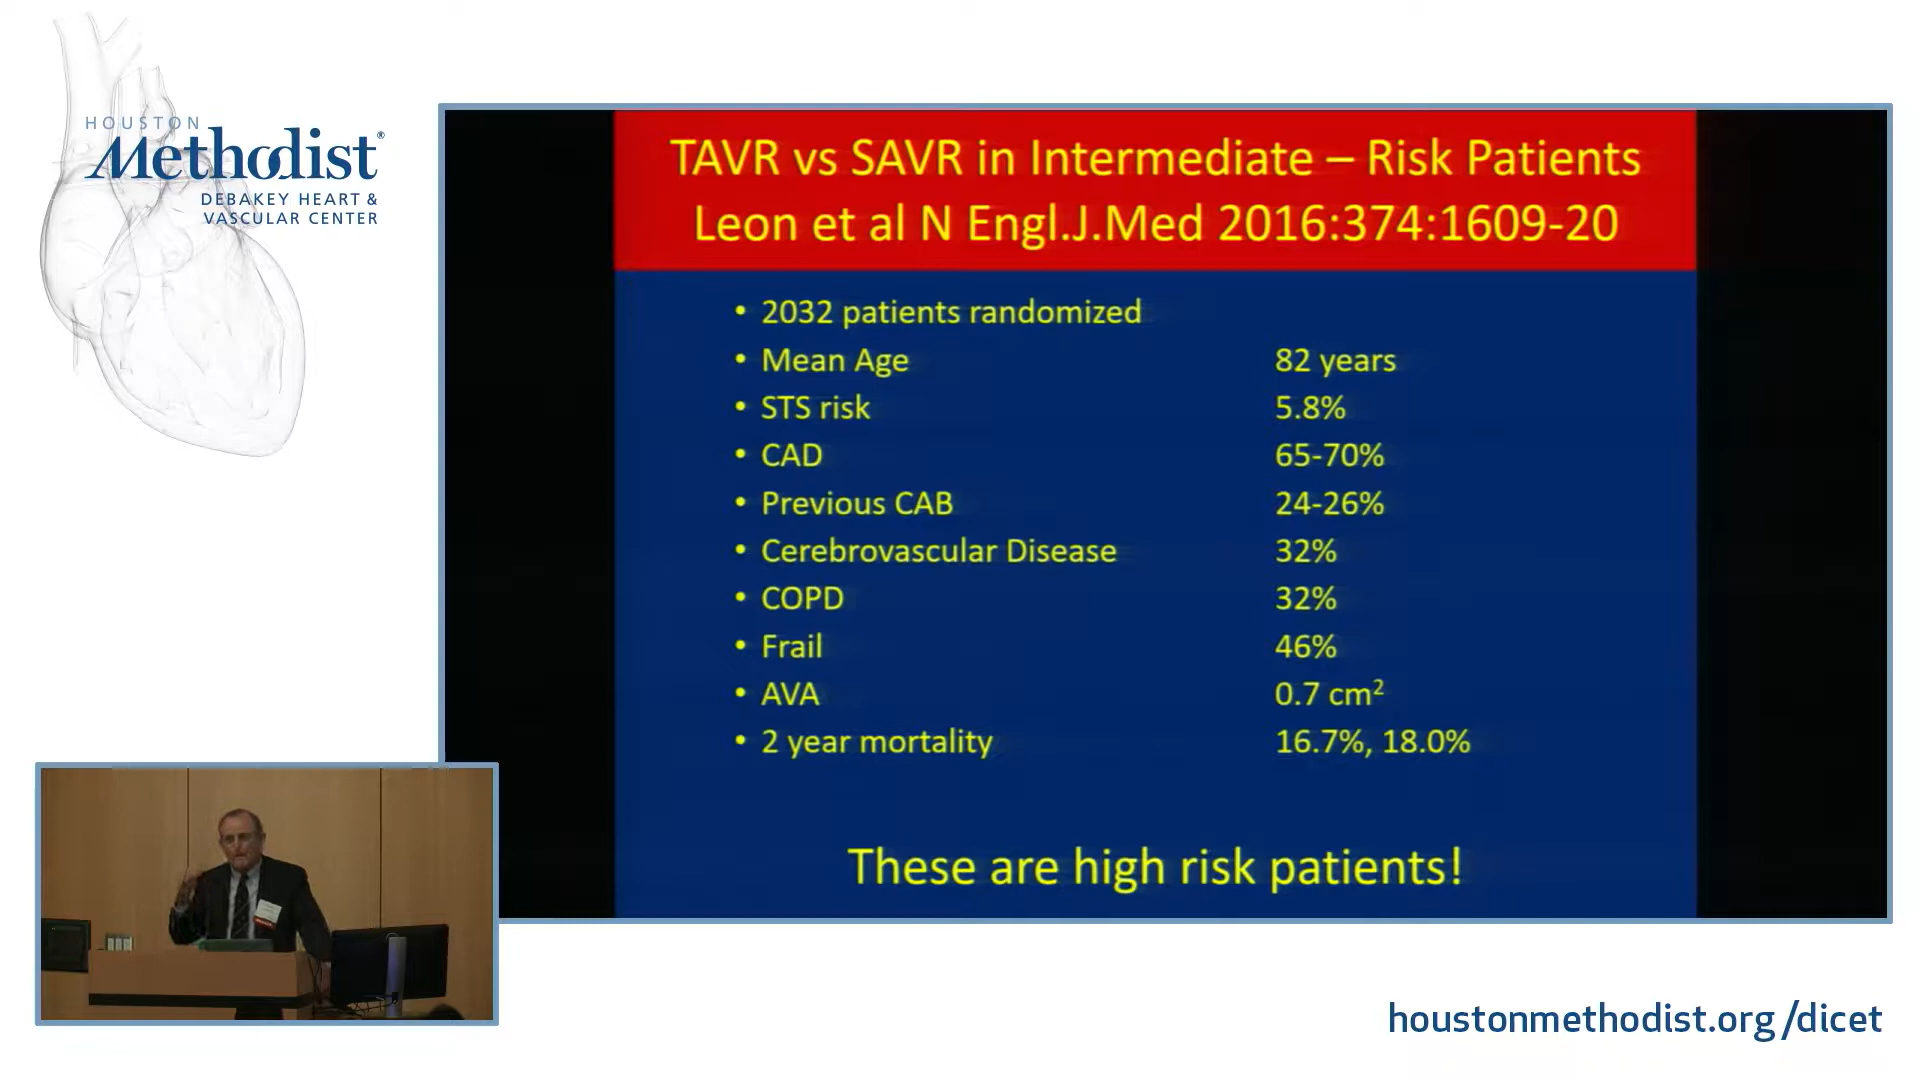 HOUSTON
Methodist®
DEBAKEY HEART &
VASCULAR CENTER
TAVR vs SAVR in Intermediate – Risk Patients
Leon et al N Engl.J.Med 2016:374:1609-20
• 2032 patients randomized
• Mean Age 82 years
• STS risk 5.8%
• CAD 65-70%
• Previous CAB 24-26%
• Cerebrovascular Disease 32%
• COPD 32%
• Frail 46%
• AVA 0.7 cm²
• 2 year mortality 16.7%, 18.0%
These are high risk patients!
houstonmethodist.org/dicet